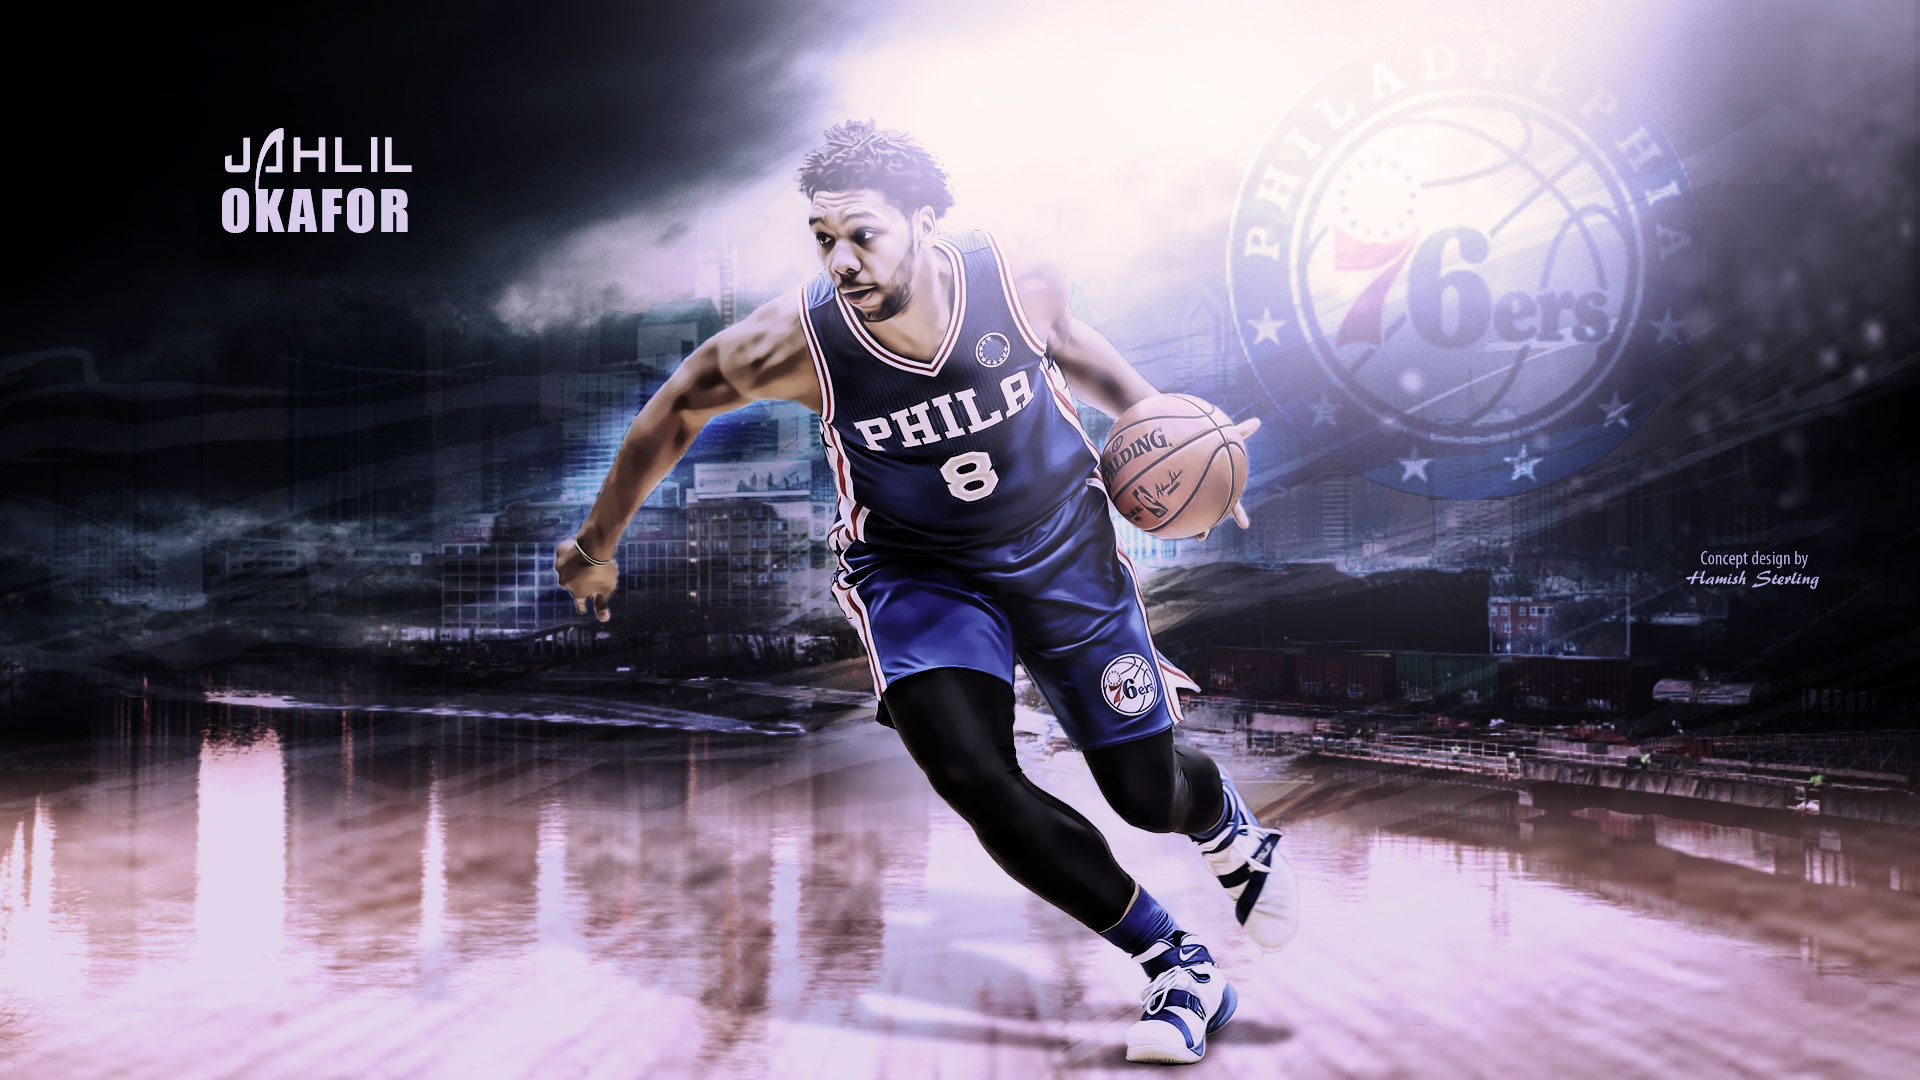 JAHLIL
OKAFOR
PHILADELPHIA
76ers
PHILA
8
SPALDING
76ers
Concept design by
Hamish Sterling